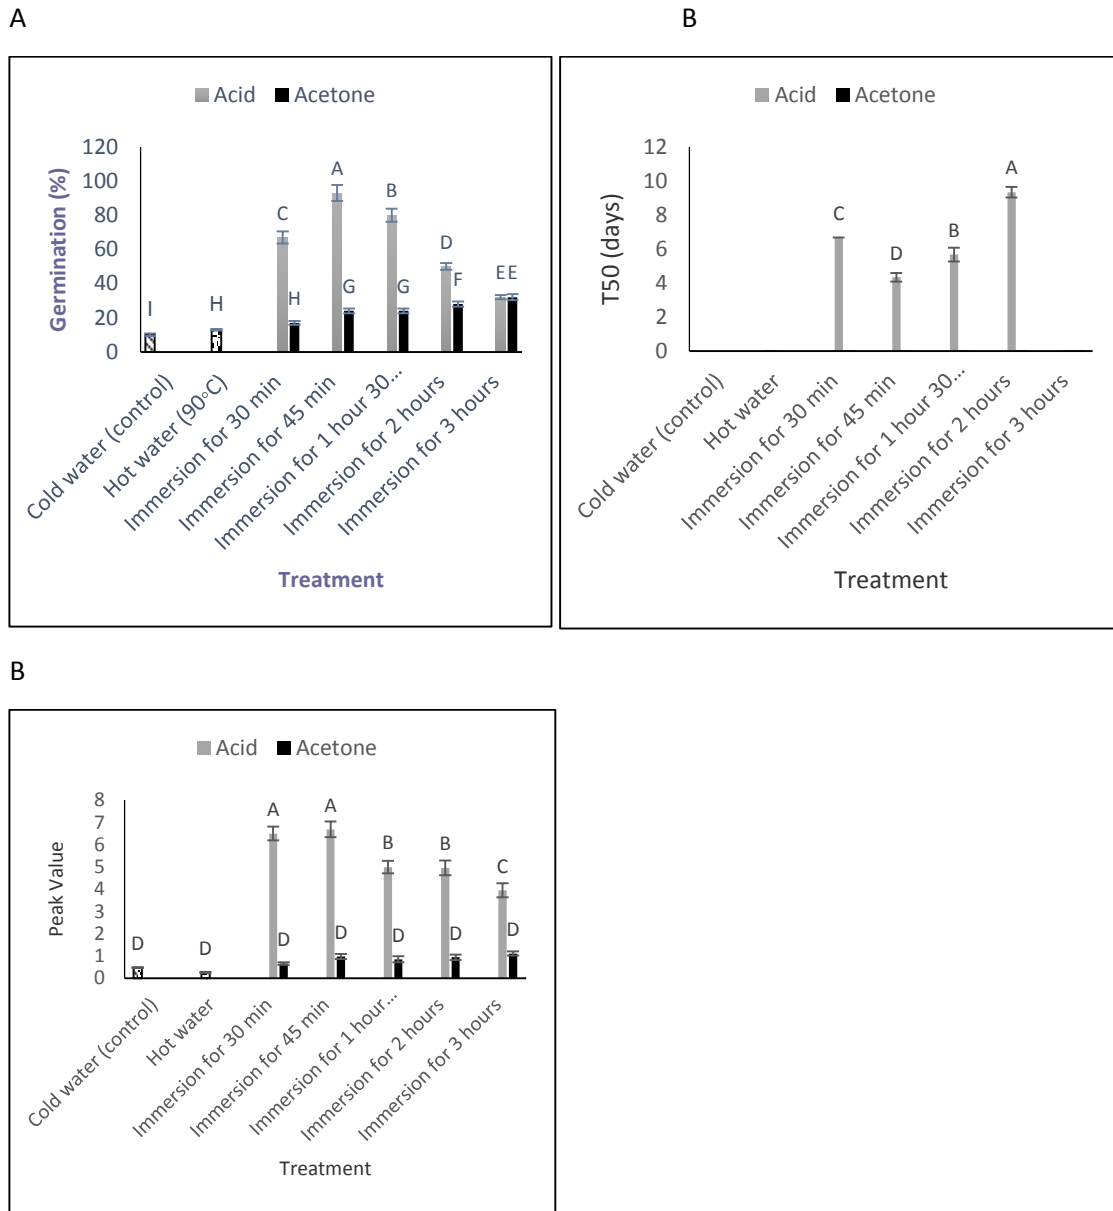 A
B
Acid Acetone
Germination (%)
120
100
80
60
40
20
0
I H C H A G B G D F E E
Cold water (control)
Hot water (90°C)
Immersion for 30 min
Immersion for 45 min
Immersion for 1 hour 30...
Immersion for 2 hours
Immersion for 3 hours
Treatment
Acid Acetone
T50 (days)
12
10
8
6
4
2
0
C D B A
Cold water (control)
Hot water
Immersion for 30 min
Immersion for 45 min
Immersion for 1 hour 30...
Immersion for 2 hours
Immersion for 3 hours
Treatment
B
Acid Acetone
Peak Value
8
7
6
5
4
3
2
1
0
D D A D A D B D B D C D
Cold water (control)
Hot water
Immersion for 30 min
Immersion for 45 min
Immersion for 1 hour...
Immersion for 2 hours
Immersion for 3 hours
Treatment